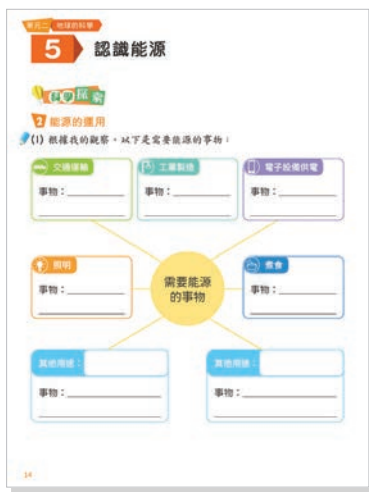 單元二 地球的科學
5 認識能源
科學探究
2 能源的運用
(1) 根據我的觀察，以下是需要能源的事物：
交通運輸
事物：
工業製造
事物：
電子設備供電
事物：
照明
事物：
需要能源
的事物
煮食
事物：
其他用途：
事物：
其他用途：
事物：
14